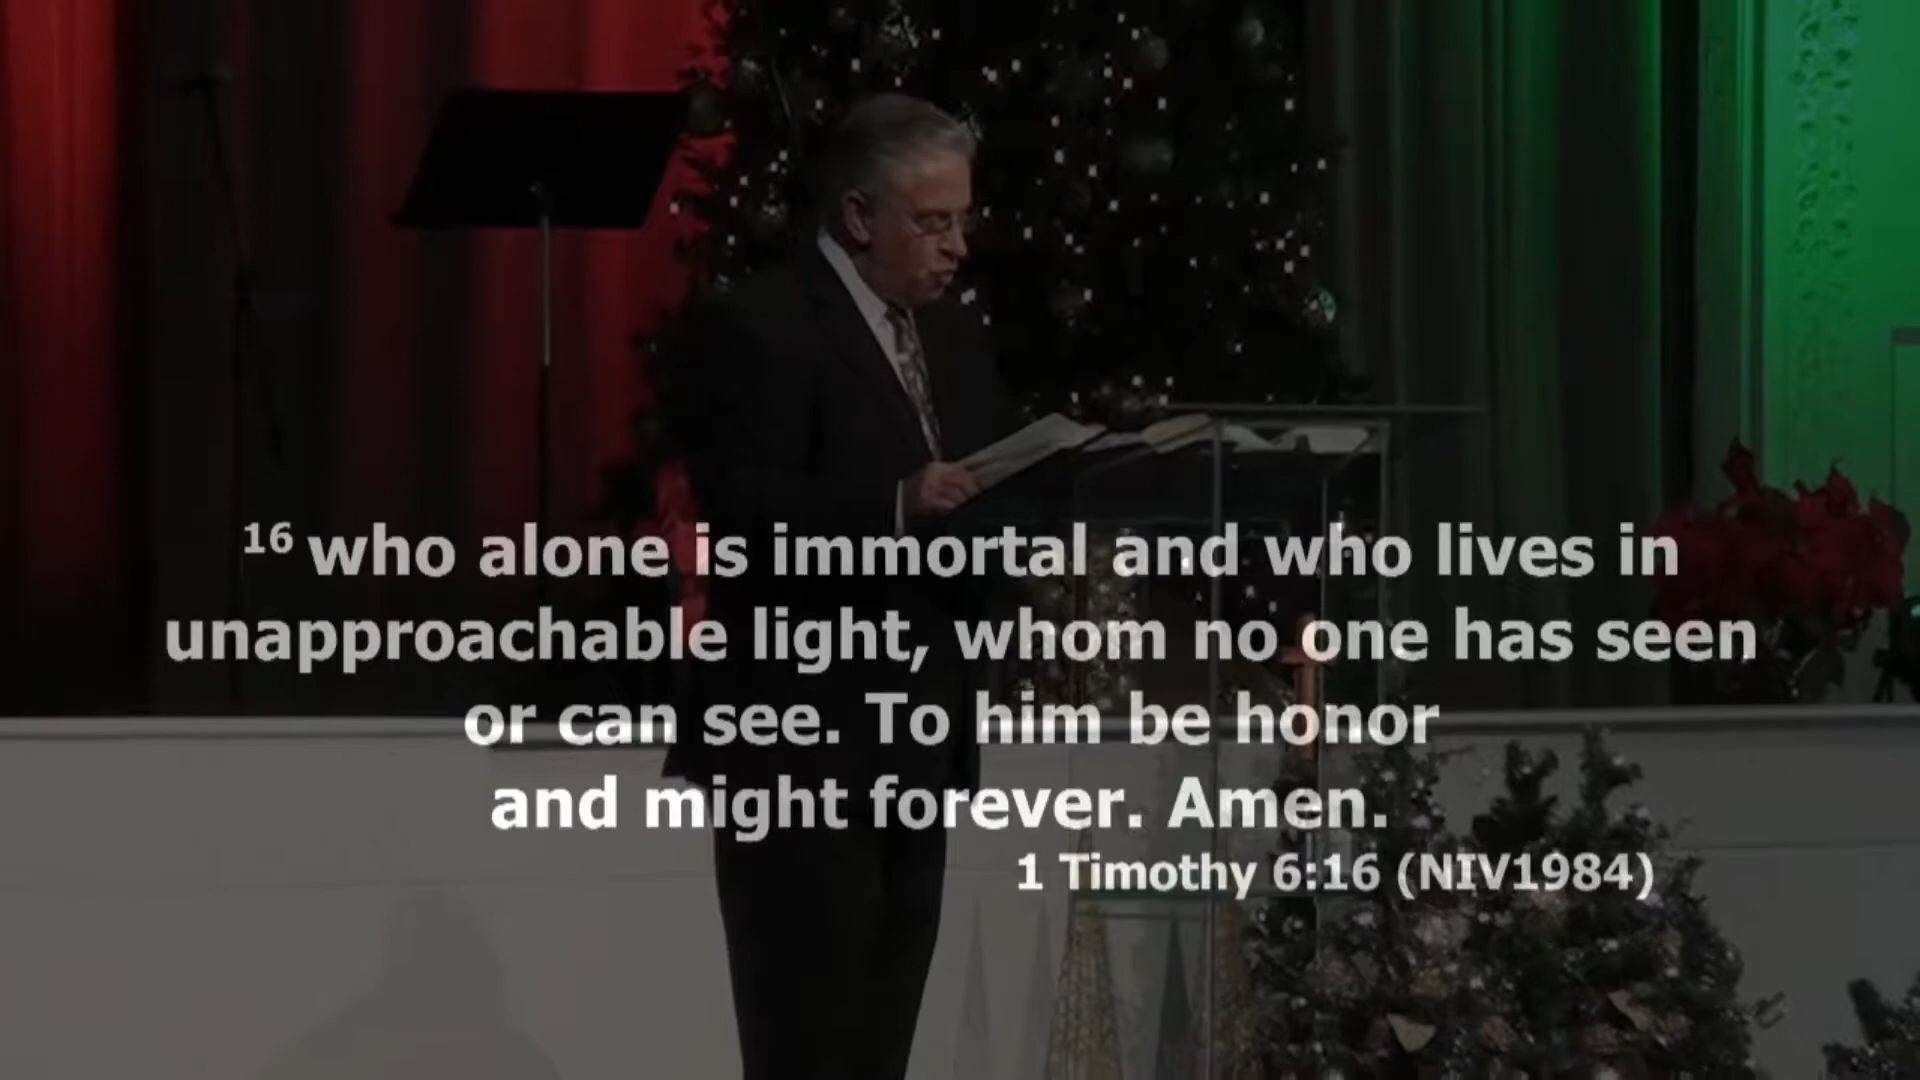 16 who alone is immortal and who lives in
unapproachable light, whom no one has seen
or can see. To him be honor
and might forever. Amen.
1 Timothy 6:16 (NIV1984)